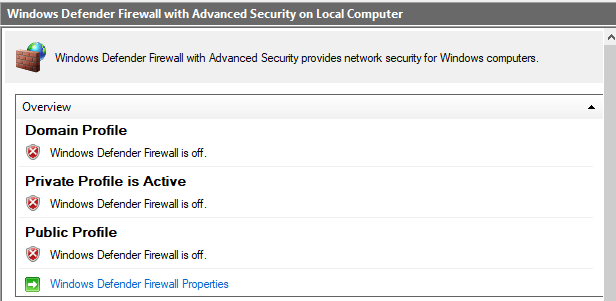 Windows Defender Firewall with Advanced Security on Local Computer
Windows Defender Firewall with Advanced Security provides network security for Windows computers.
Overview
Domain Profile
Windows Defender Firewall is off.
Private Profile is Active
Windows Defender Firewall is off.
Public Profile
Windows Defender Firewall is off.
Windows Defender Firewall Properties